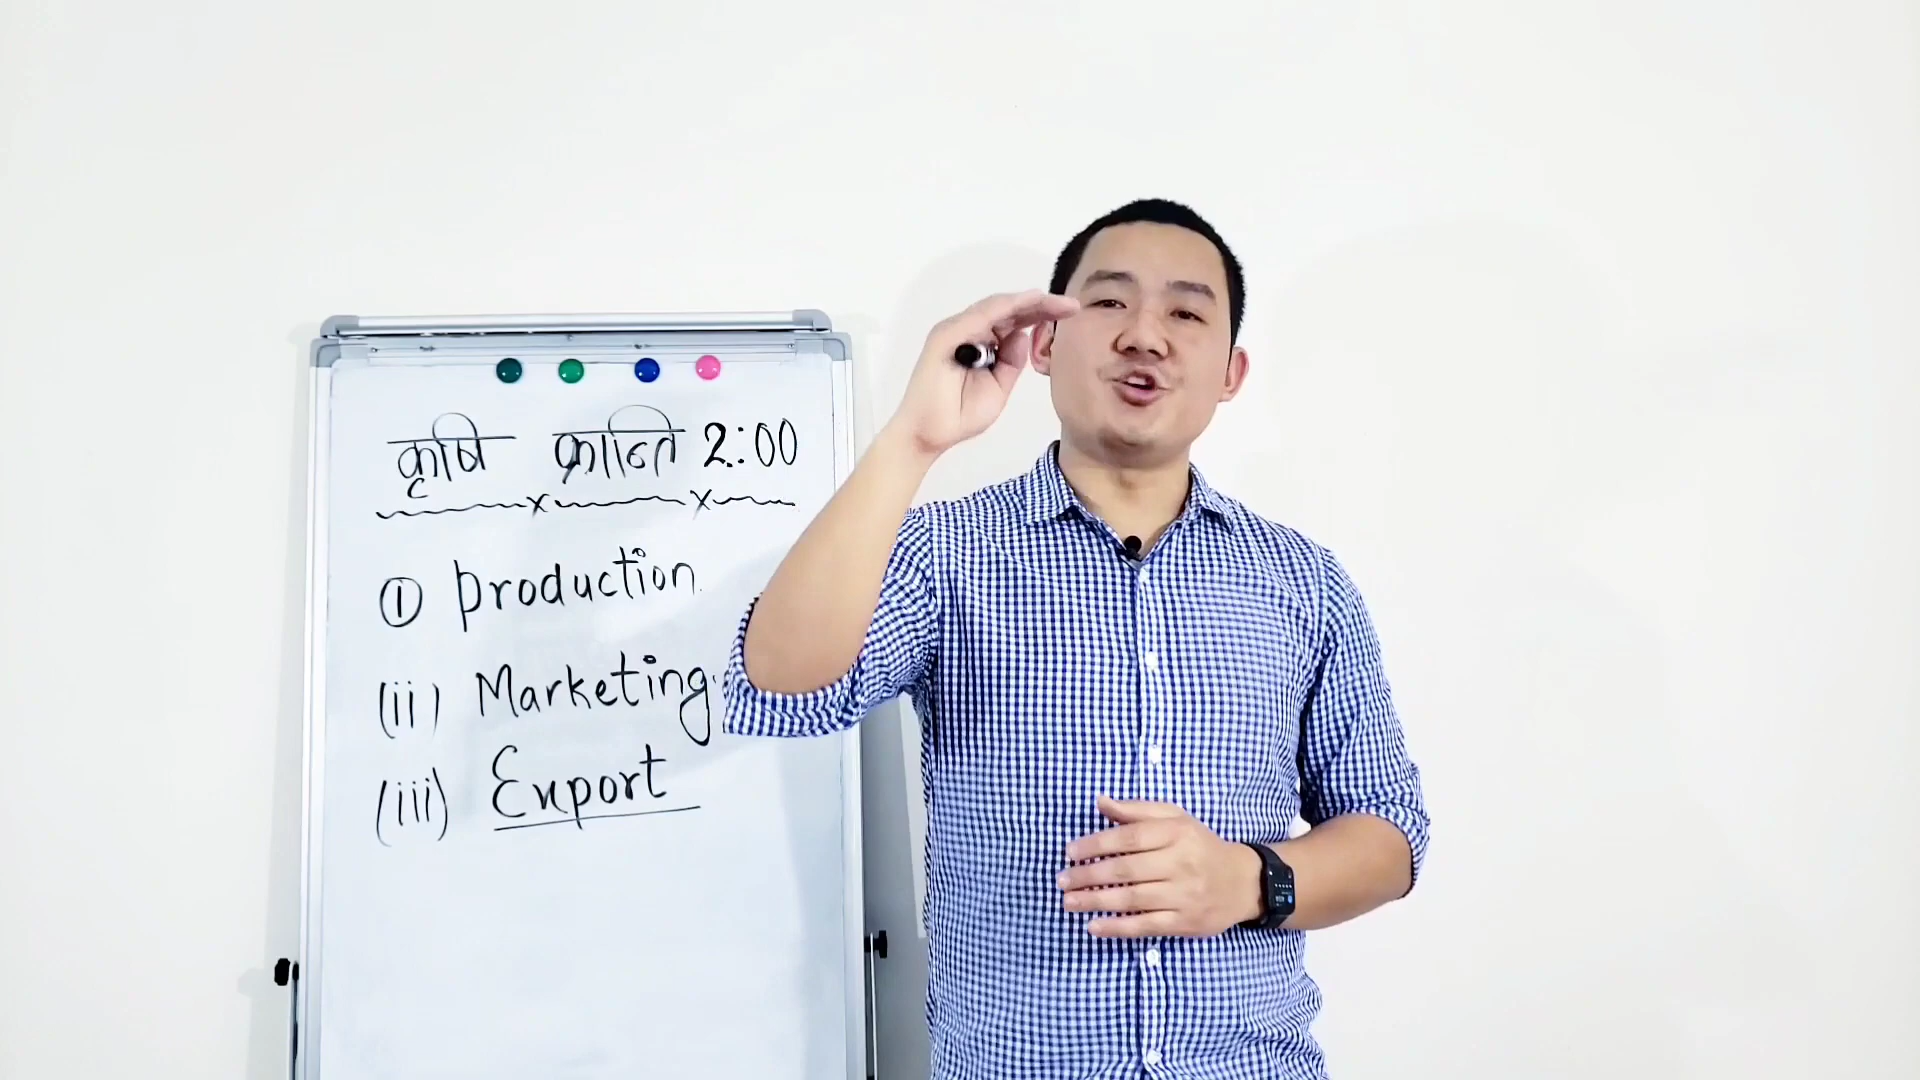 कृषि क्रान्ति 2:00
① production
(ii) Marketing
(iii) Export